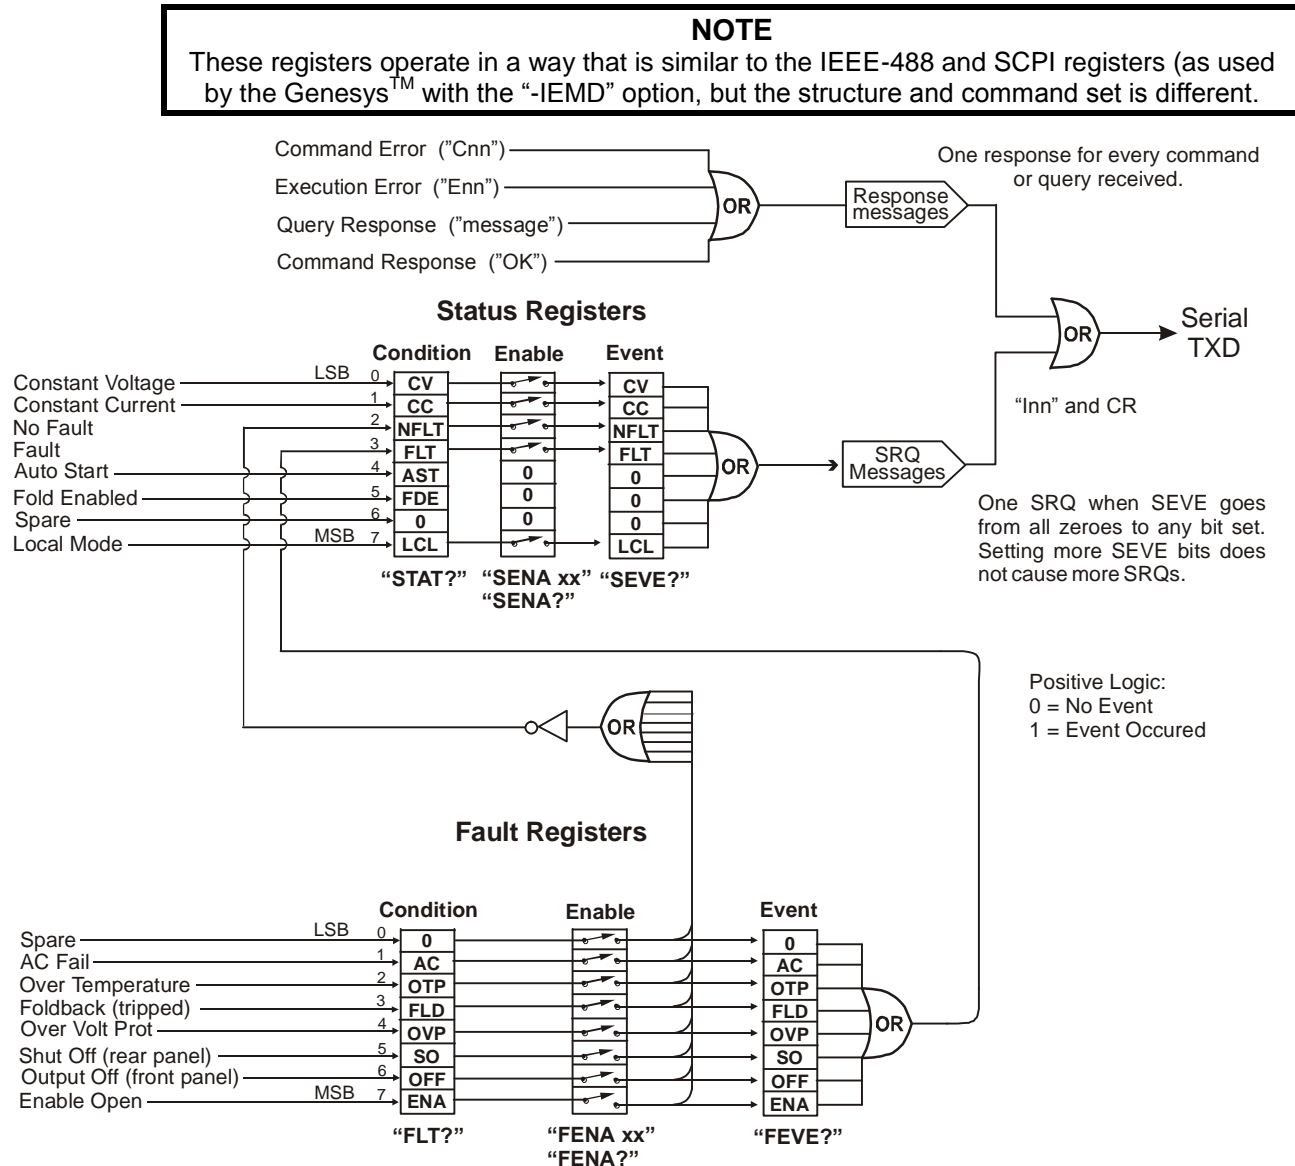 NOTE
These registers operate in a way that is similar to the IEEE-488 and SCPI registers (as used
by the Genesys™ with the “-IEMD” option, but the structure and command set is different.
Command Error ("Cnn")
Execution Error ("Enn")
Query Response ("message")
Command Response ("OK")
OR
Response
messages
One response for every command
or query received.
OR
Serial
TXD
“Inn” and CR
Status Registers
Condition Enable Event
Constant Voltage LSB 0 CV CV
Constant Current 1 CC CC
No Fault 2 NFLT NFLT
Fault 3 FLT FLT
Auto Start 4 AST 0 0
Fold Enabled 5 FDE 0 0
Spare 6 0 0 0
Local Mode MSB 7 LCL LCL
OR
SRQ
Messages
“STAT?” “SENA xx” “SEVE?”
“SENA?”
One SRQ when SEVE goes
from all zeroes to any bit set.
Setting more SEVE bits does
not cause more SRQs.
OR
Positive Logic:
0 = No Event
1 = Event Occured
Fault Registers
Condition Enable Event
Spare LSB 0 0 0
AC Fail 1 AC AC
Over Temperature 2 OTP OTP
Foldback (tripped) 3 FLD FLD
Over Volt Prot 4 OVP OVP
Shut Off (rear panel) 5 SO SO
Output Off (front panel) 6 OFF OFF
Enable Open MSB 7 ENA ENA
OR
“FLT?” “FENA xx” “FEVE?”
“FENA?”